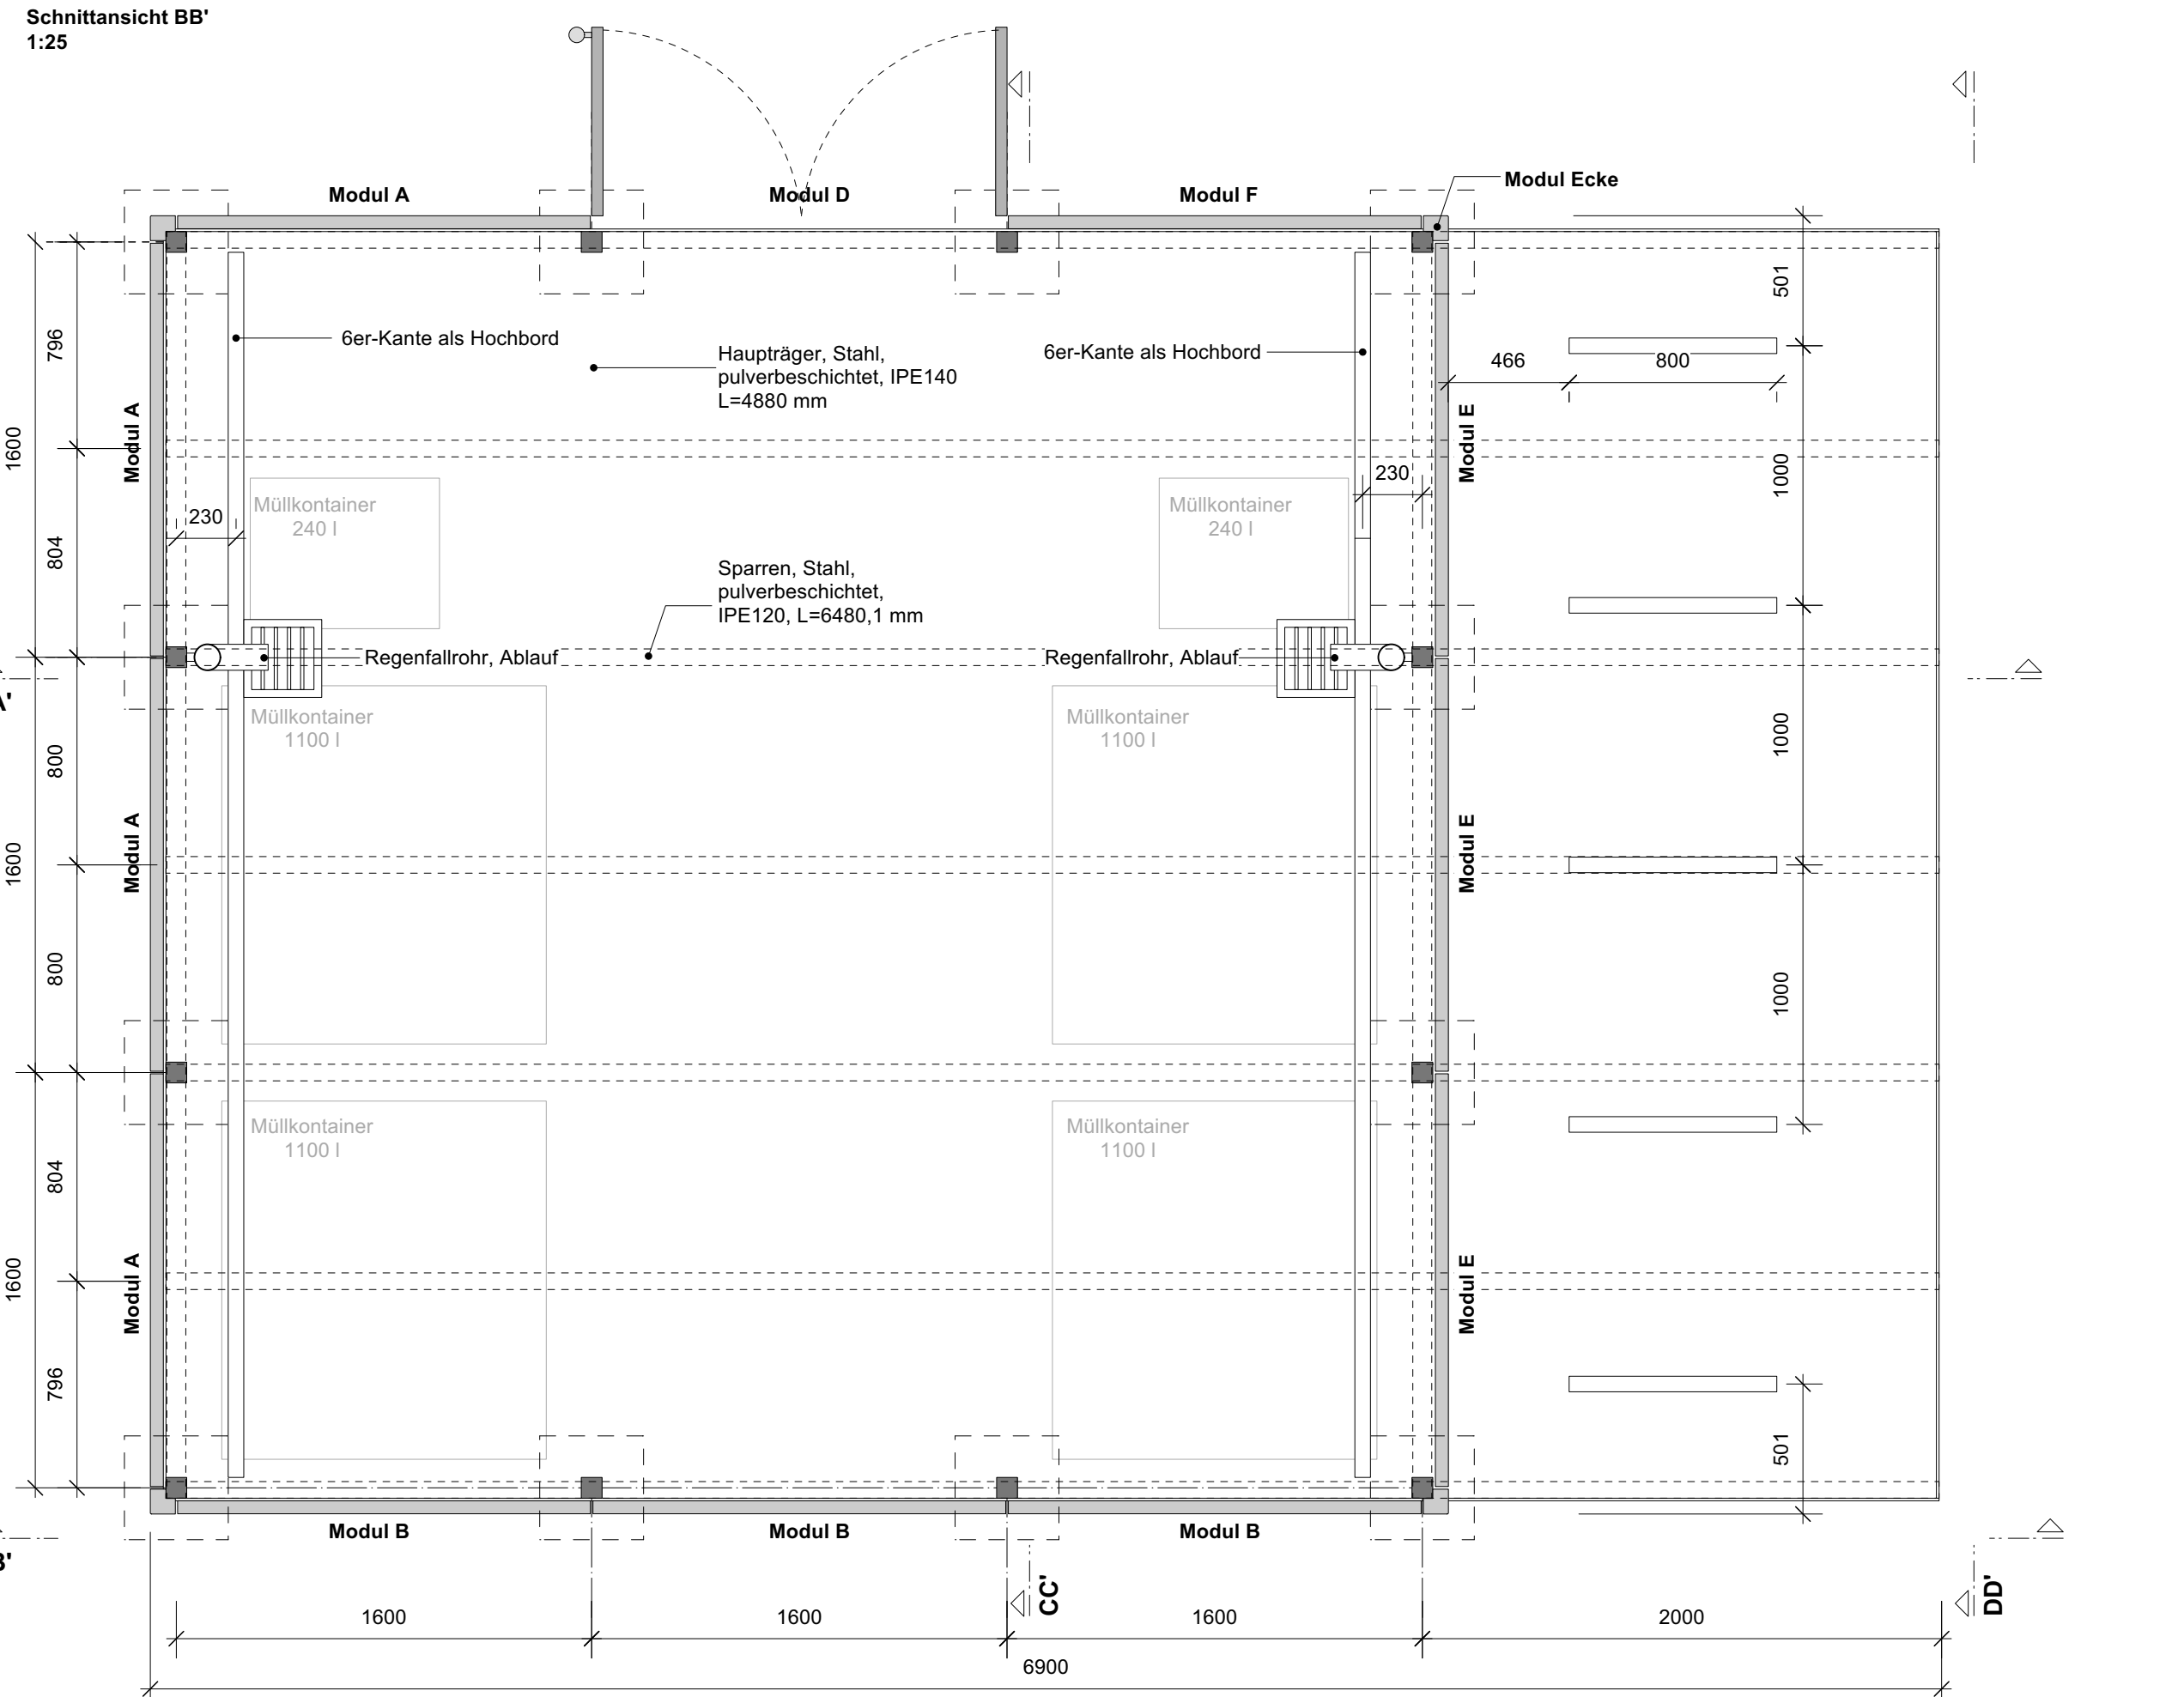 Schnittansicht BB'
1:25
Modul A
Modul D
Modul F
Modul Ecke
501
6er-Kante als Hochbord
Hauptträger, Stahl,
pulverbeschichtet, IPE140
L=4880 mm
6er-Kante als Hochbord
466
800
796
1600
Modul A
Modul E
1000
230
230
Müllkontainer
240 l
Müllkontainer
240 l
804
Sparren, Stahl,
pulverbeschichtet,
IPE120, L=6480,1 mm
Regenfallrohr, Ablauf
Regenfallrohr, Ablauf
Müllkontainer
1100 l
Müllkontainer
1100 l
800
1000
1600
Modul A
Modul E
800
1000
Müllkontainer
1100 l
Müllkontainer
1100 l
804
1600
Modul A
Modul E
796
501
Modul B
Modul B
Modul B
CC'
DD'
1600
1600
1600
2000
6900